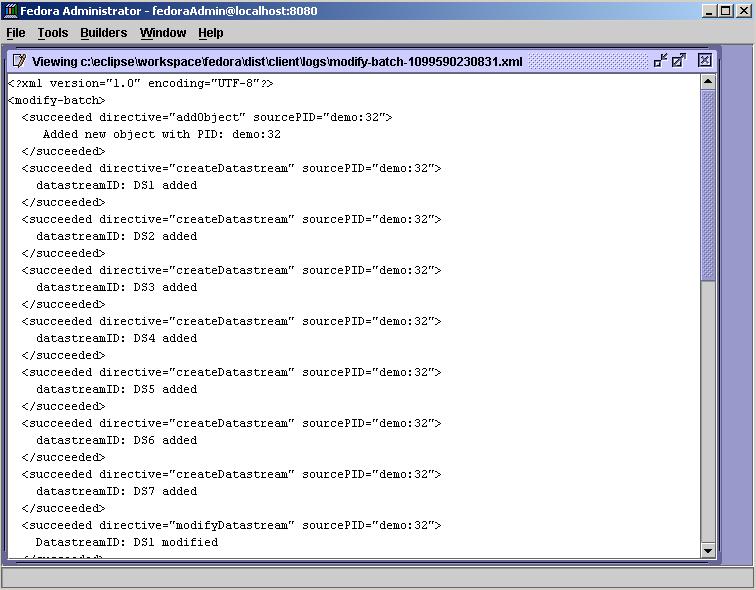 Fedora Administrator - fedoraAdmin@localhost:8080
File Tools Builders Window Help
Viewing c:\eclipse\workspace\fedora\dist\client\logs\modify-batch-1099590230831.xml
<?xml version="1.0" encoding="UTF-8"?>
<modify-batch>
  <succeeded directive="addObject" sourcePID="demo:32">
     Added new object with PID: demo:32
  </succeeded>
  <succeeded directive="createDatastream" sourcePID="demo:32">
    datastreamID: DS1 added
  </succeeded>
  <succeeded directive="createDatastream" sourcePID="demo:32">
    datastreamID: DS2 added
  </succeeded>
  <succeeded directive="createDatastream" sourcePID="demo:32">
    datastreamID: DS3 added
  </succeeded>
  <succeeded directive="createDatastream" sourcePID="demo:32">
    datastreamID: DS4 added
  </succeeded>
  <succeeded directive="createDatastream" sourcePID="demo:32">
    datastreamID: DS5 added
  </succeeded>
  <succeeded directive="createDatastream" sourcePID="demo:32">
    datastreamID: DS6 added
  </succeeded>
  <succeeded directive="createDatastream" sourcePID="demo:32">
    datastreamID: DS7 added
  </succeeded>
  <succeeded directive="modifyDatastream" sourcePID="demo:32">
    DatastreamID: DS1 modified
  </succeeded>